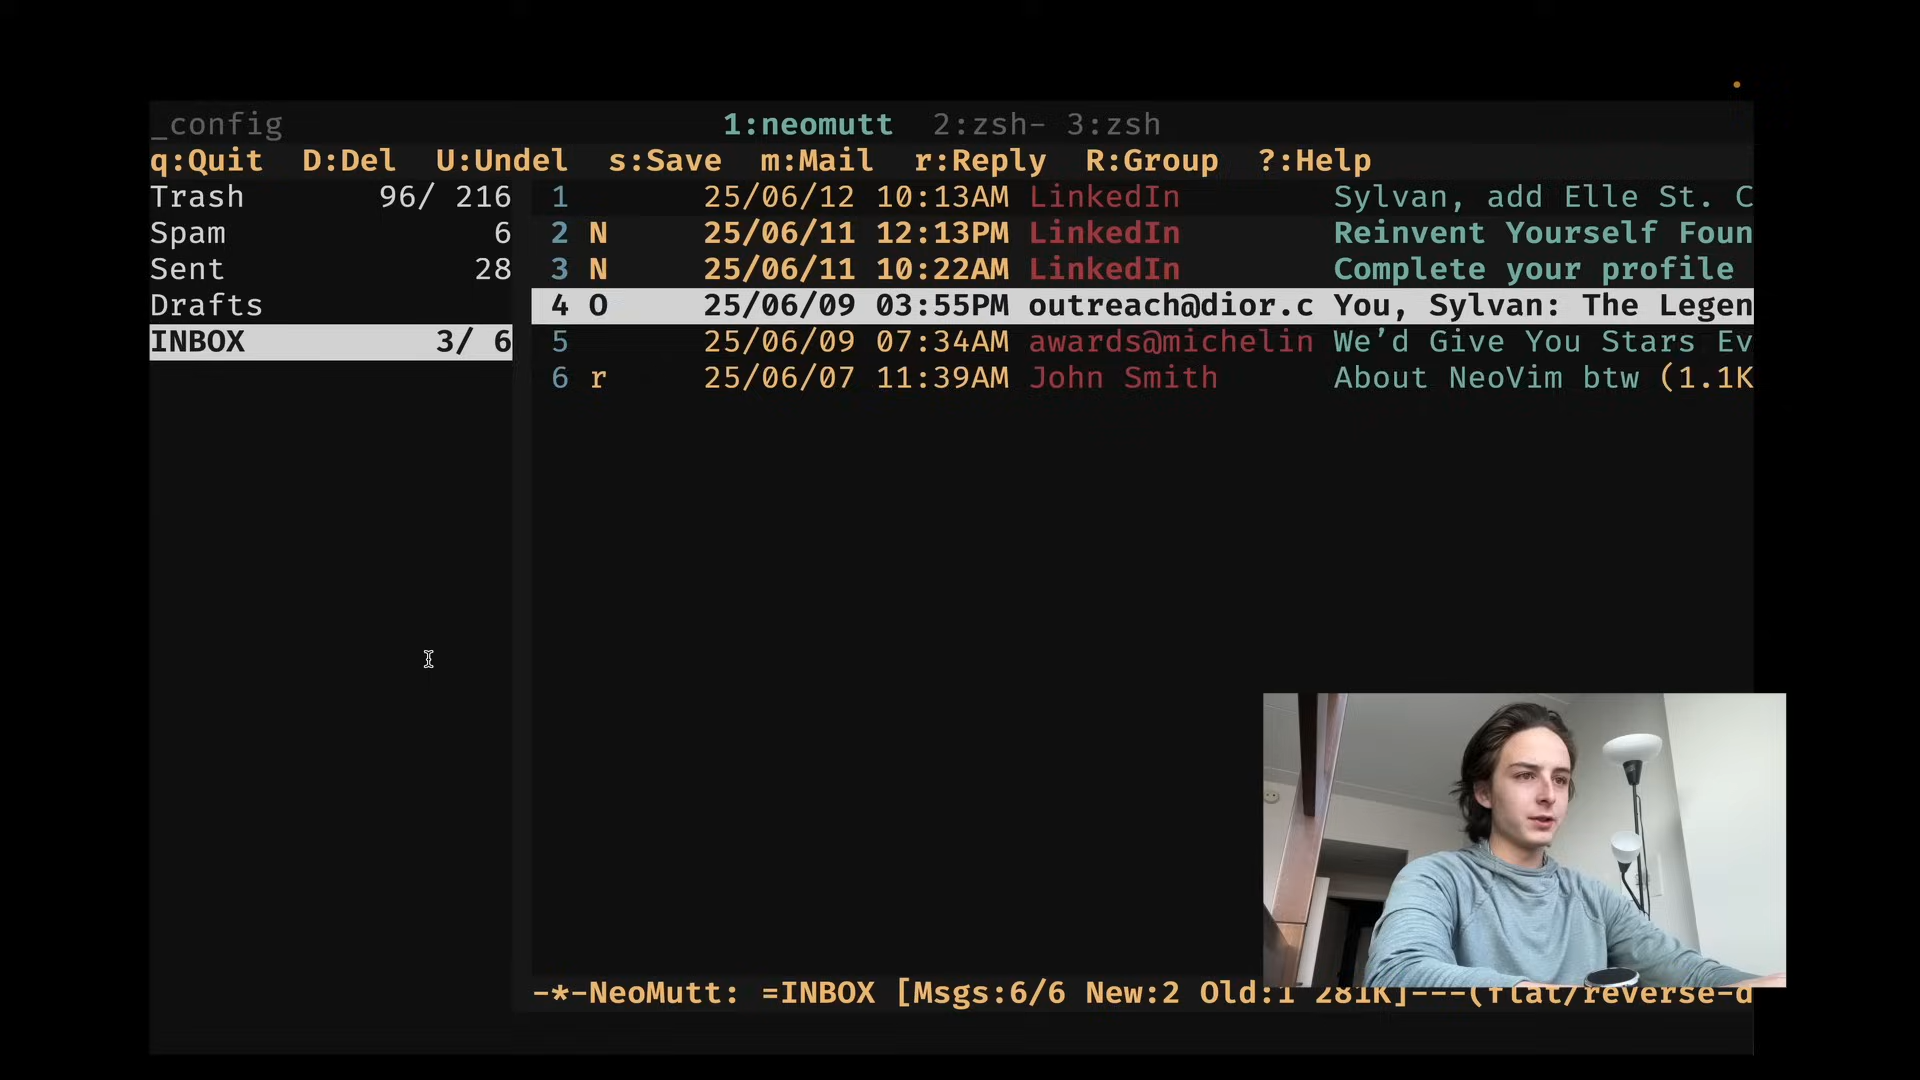 _config 1:neomutt 2:zsh- 3:zsh
q:Quit D:Del U:Undel s:Save m:Mail r:Reply R:Group ?:Help
Trash 96/ 216 1 25/06/12 10:13AM LinkedIn Sylvan, add Elle St. C
Spam 6 2 N 25/06/11 12:13PM LinkedIn Reinvent Yourself Foun
Sent 28 3 N 25/06/11 10:22AM LinkedIn Complete your profile
Drafts 4 O 25/06/09 03:55PM outreach@dior.c You, Sylvan: The Legen
INBOX 3/ 6 5 25/06/09 07:34AM awards@michelin We’d Give You Stars Ev
6 r 25/06/07 11:39AM John Smith About NeoVim btw (1.1K
-*-NeoMutt: =INBOX [Msgs:6/6 New:2 Old:1 281K]---(flat/reverse-d